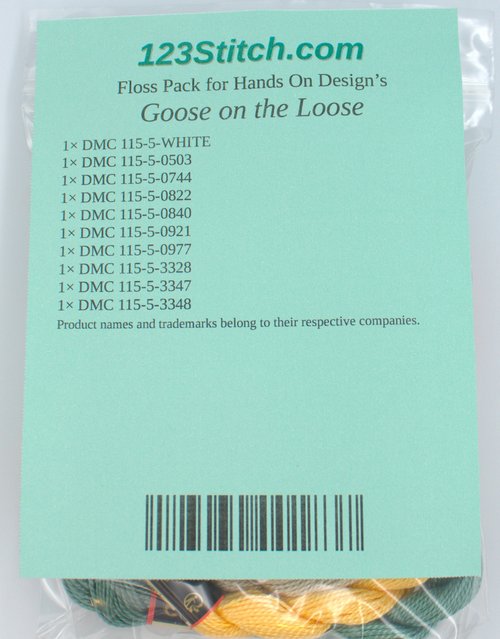 123Stitch.com
Floss Pack for Hands On Design's
Goose on the Loose
1× DMC 115-5-WHITE
1× DMC 115-5-0503
1× DMC 115-5-0744
1× DMC 115-5-0822
1× DMC 115-5-0840
1× DMC 115-5-0921
1× DMC 115-5-0977
1× DMC 115-5-3328
1× DMC 115-5-3347
1× DMC 115-5-3348
Product names and trademarks belong to their respective companies.